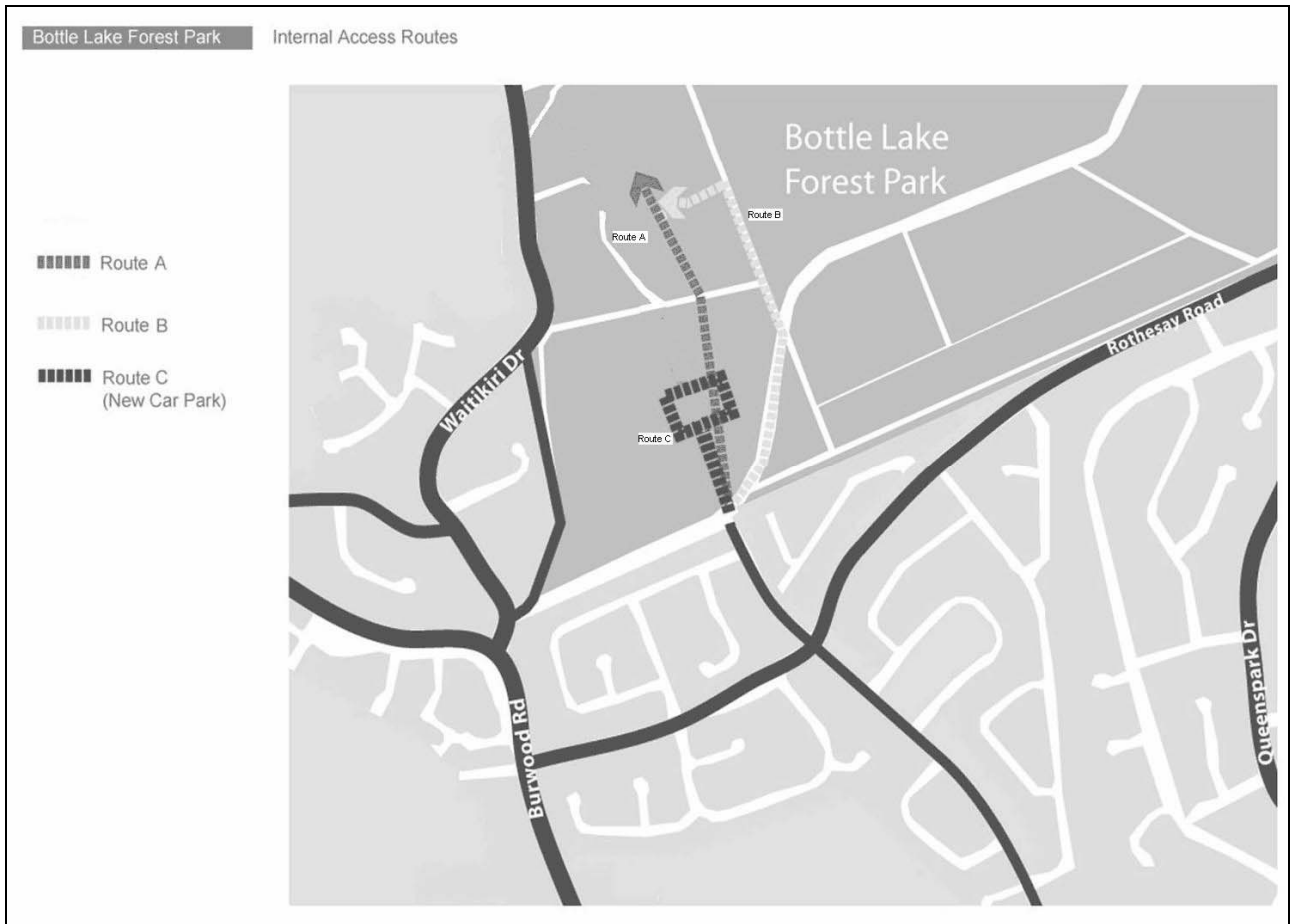 Bottle Lake Forest Park
Internal Access Routes
Route A
Route B
Route C
(New Car Park)
Bottle Lake
Forest Park
Route B
Route A
Route C
Waitikiri Dr
Rothesay Road
Burwood Rd
Queenspark Dr